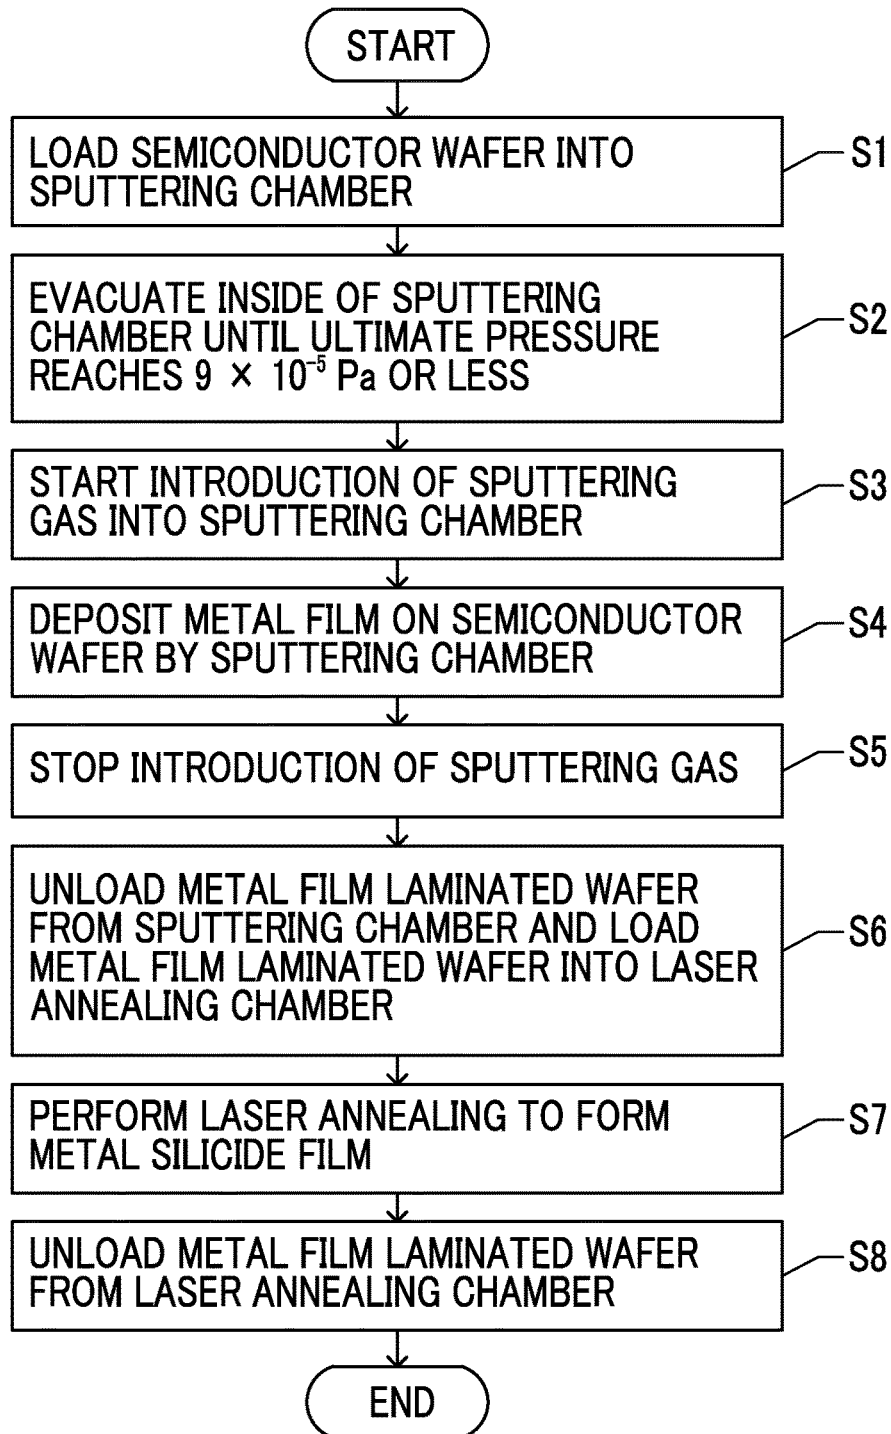 START
LOAD SEMICONDUCTOR WAFER INTO
SPUTTERING CHAMBER
S1
EVACUATE INSIDE OF SPUTTERING
CHAMBER UNTIL ULTIMATE PRESSURE
REACHES 9 × 10⁻⁵ Pa OR LESS
S2
START INTRODUCTION OF SPUTTERING
GAS INTO SPUTTERING CHAMBER
S3
DEPOSIT METAL FILM ON SEMICONDUCTOR
WAFER BY SPUTTERING CHAMBER
S4
STOP INTRODUCTION OF SPUTTERING GAS
S5
UNLOAD METAL FILM LAMINATED WAFER
FROM SPUTTERING CHAMBER AND LOAD
METAL FILM LAMINATED WAFER INTO LASER
ANNEALING CHAMBER
S6
PERFORM LASER ANNEALING TO FORM
METAL SILICIDE FILM
S7
UNLOAD METAL FILM LAMINATED WAFER
FROM LASER ANNEALING CHAMBER
S8
END